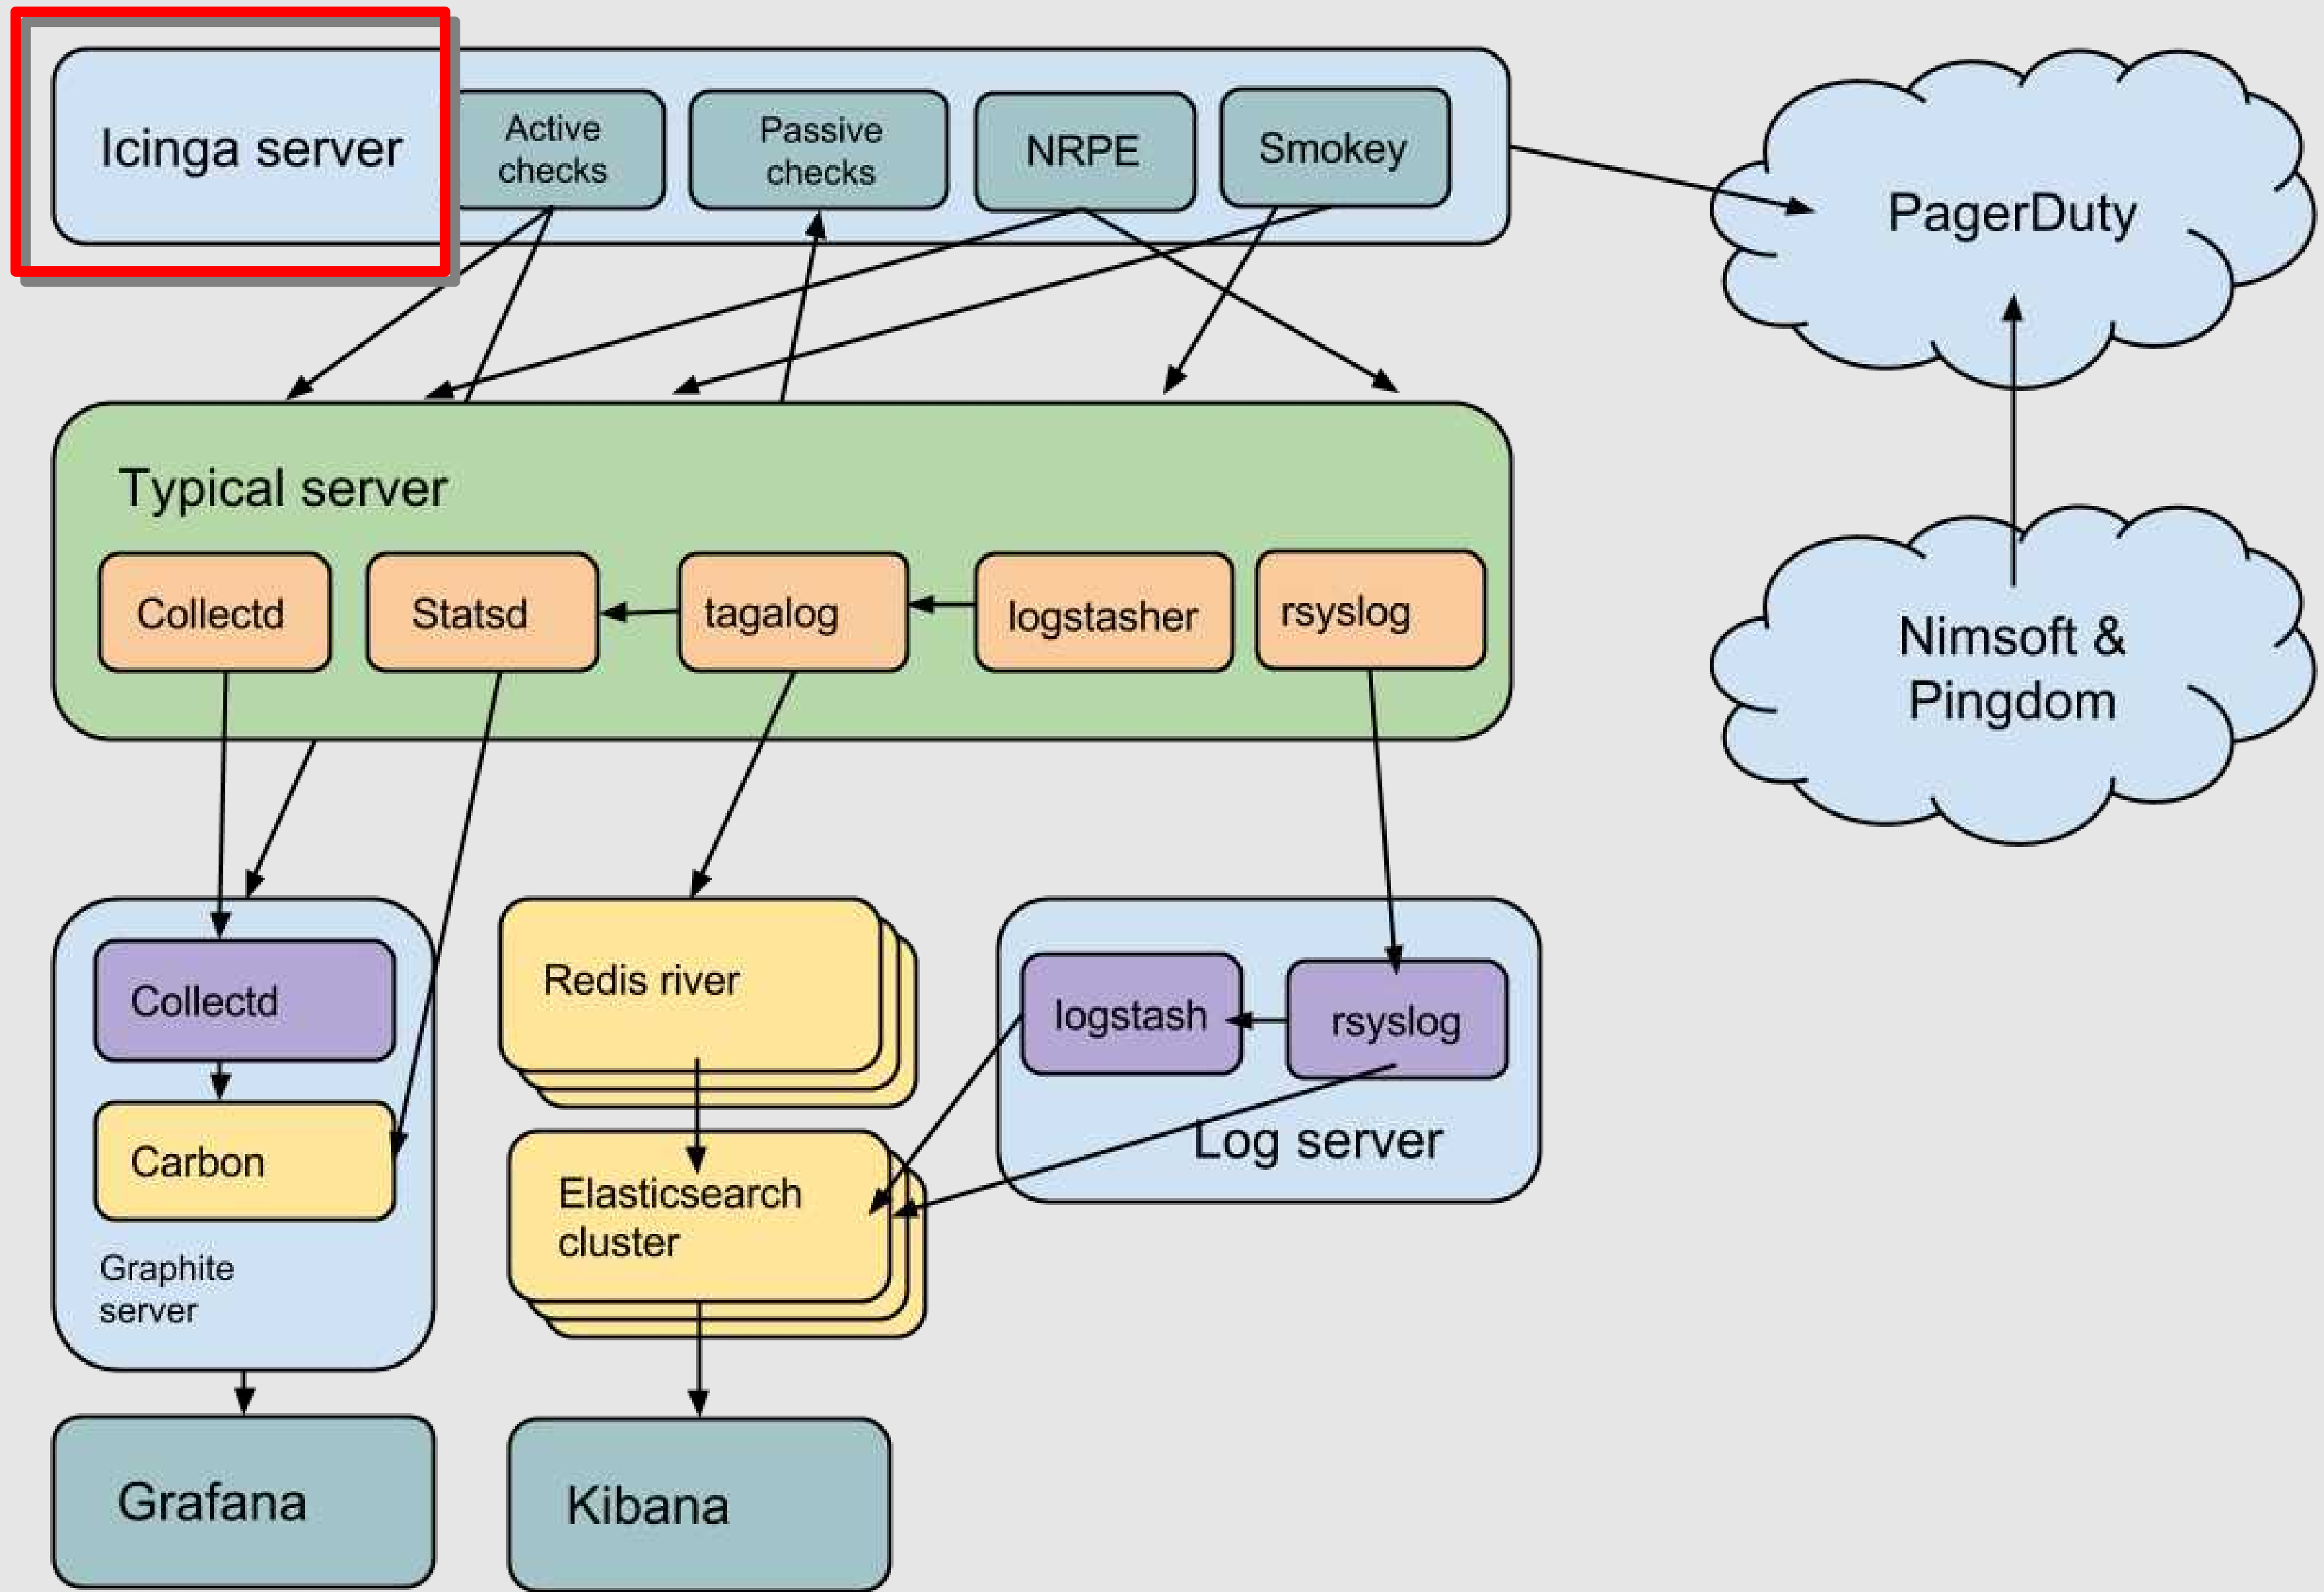 Icinga server
Active
checks
Passive
checks
NRPE
Smokey
PagerDuty
Typical server
Collectd
Statsd
tagalog
logstasher
rsyslog
Nimsoft &
Pingdom
Collectd
Redis river
logstash
rsyslog
Carbon
Log server
Elasticsearch
cluster
Graphite
server
Grafana
Kibana